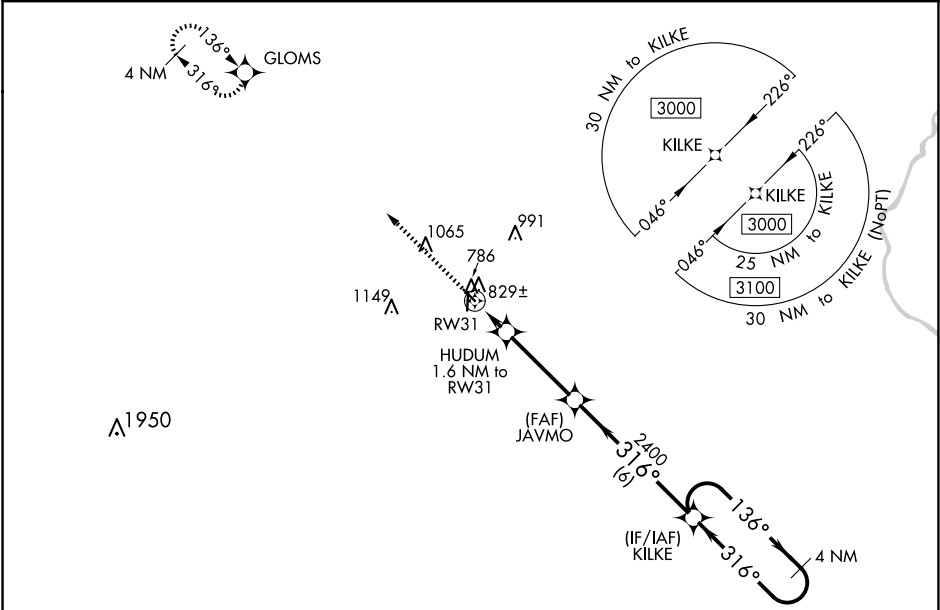 136°
316°
4 NM
GLOMS
30 NM to KILKE
3000
226°
KILKE
046°
226°
KILKE
3000
046°
25 NM to KILKE
3100
30 NM to KILKE (NoPT)
1065
991
786
829±
1149
RW31
HUDUM
1.6 NM to
RW31
(FAF)
JAVMO
1950
2400
316°
(6)
(IF/IAF)
KILKE
136°
316°
4 NM